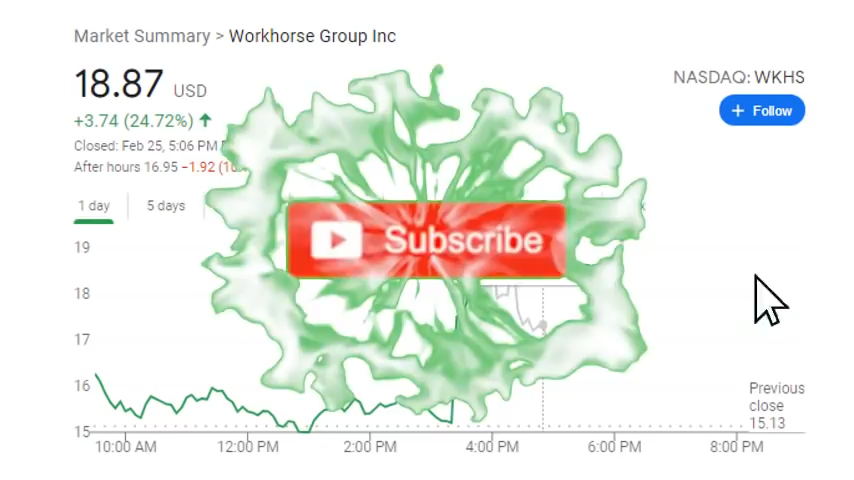 Market Summary > Workhorse Group Inc
18.87 USD
NASDAQ: WKHS
+3.74 (24.72%) ↑
+ Follow
Closed: Feb 25, 5:06 PM
After hours 16.95 −1.92
1 day
5 days
Subscribe
19
18
17
16
15
Previous
close
15.13
10:00 AM
12:00 PM
2:00 PM
4:00 PM
6:00 PM
8:00 PM